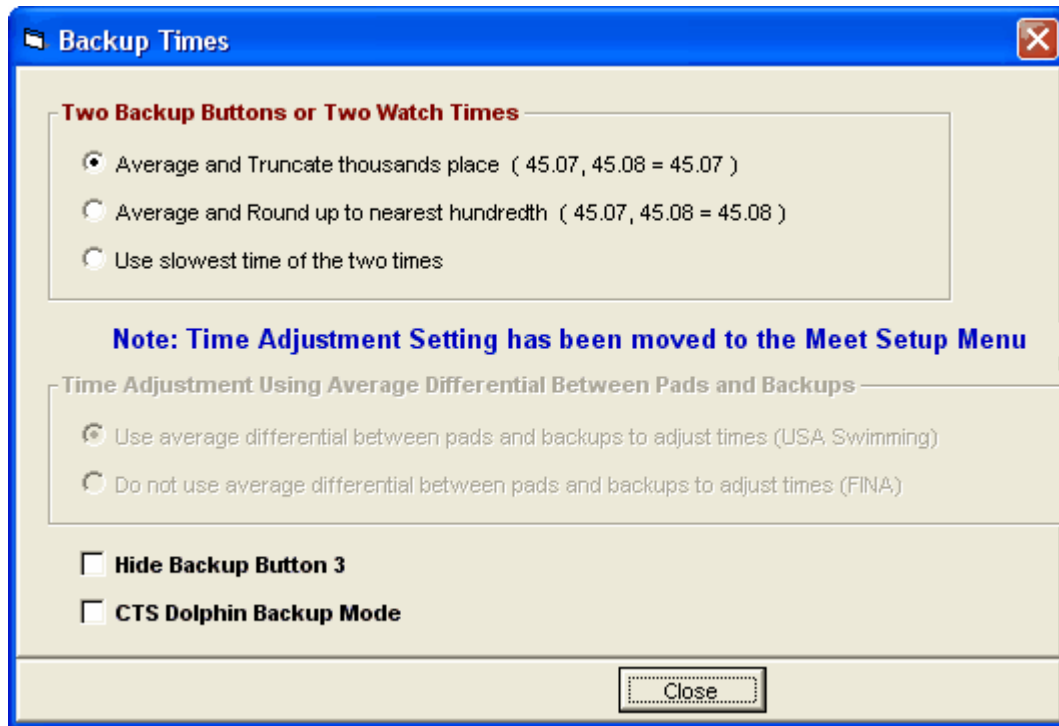 Backup Times
Two Backup Buttons or Two Watch Times
Average and Truncate thousands place ( 45.07, 45.08 = 45.07 )
Average and Round up to nearest hundredth ( 45.07, 45.08 = 45.08 )
Use slowest time of the two times
Note: Time Adjustment Setting has been moved to the Meet Setup Menu
Time Adjustment Using Average Differential Between Pads and Backups
Use average differential between pads and backups to adjust times (USA Swimming)
Do not use average differential between pads and backups to adjust times (FINA)
Hide Backup Button 3
CTS Dolphin Backup Mode
Close